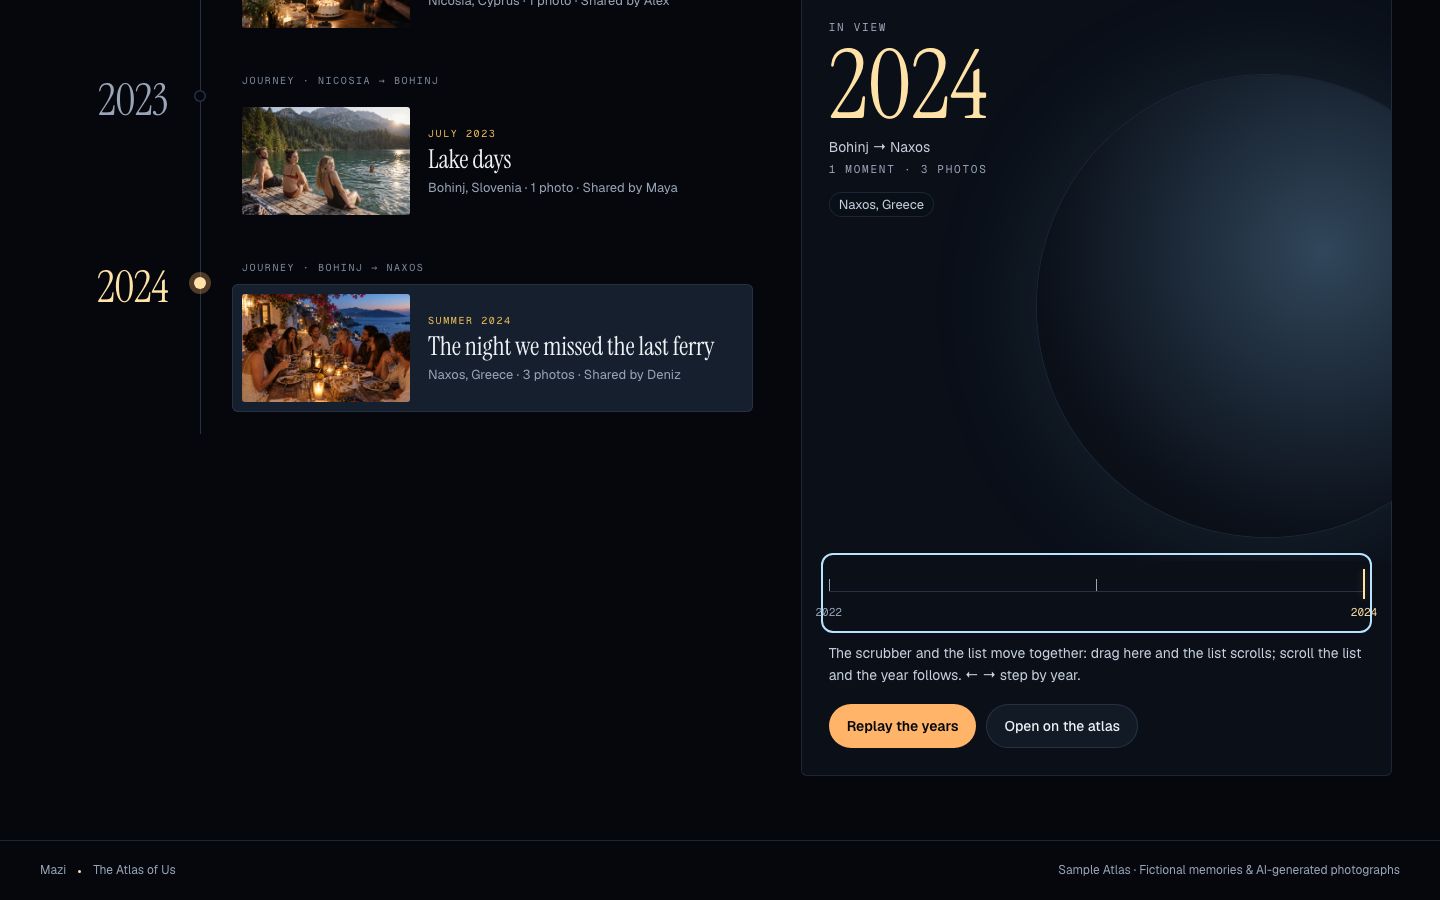 Nicosia, Cyprus · 1 photo · Shared by Alex
2023
JOURNEY · NICOSIA → BOHINJ
JULY 2023
Lake days
Bohinj, Slovenia · 1 photo · Shared by Maya
2024
JOURNEY · BOHINJ → NAXOS
SUMMER 2024
The night we missed the last ferry
Naxos, Greece · 3 photos · Shared by Deniz
IN VIEW
2024
Bohinj → Naxos
1 MOMENT · 3 PHOTOS
Naxos, Greece
2022
2024
The scrubber and the list move together: drag here and the list scrolls; scroll the list
and the year follows. ← → step by year.
Replay the years
Open on the atlas
Mazi • The Atlas of Us
Sample Atlas · Fictional memories & AI-generated photographs